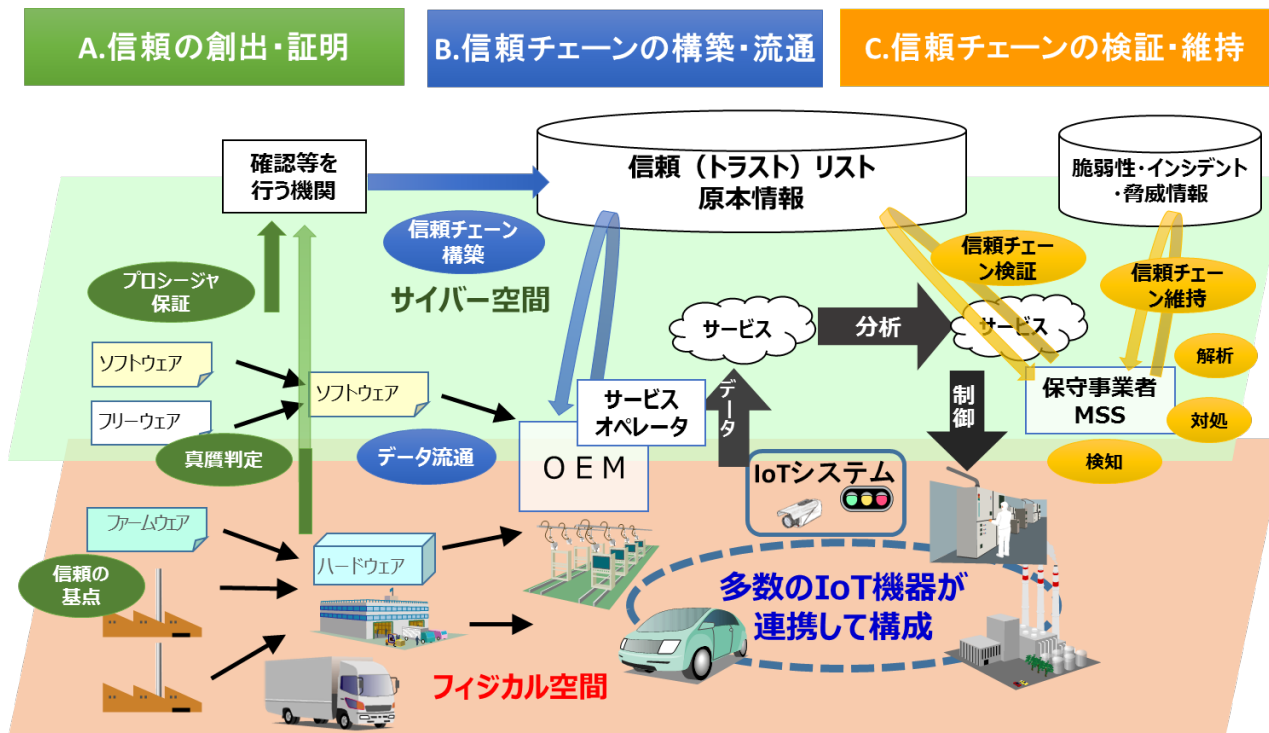 A.信頼の創出・証明
B.信頼チェーンの構築・流通
C.信頼チェーンの検証・維持
確認等を
行う機関
信頼（トラスト）リスト
原本情報
脆弱性・インシデント
・脅威情報
信頼チェーン
構築
信頼チェー
ン検証
信頼チェー
ン維持
プロシージャ
保証
サイバー空間
サービス
分析
サービス
解析
ソフトウェア
ソフトウェア
データ
制御
保守事業者
MSS
フリーウェア
サービス
オペレータ
対処
真贋判定
データ流通
ＯＥＭ
検知
IoTシステム
ファームウェア
ハードウェア
信頼の
基点
多数のIoT機器が
連携して構成
フィジカル空間